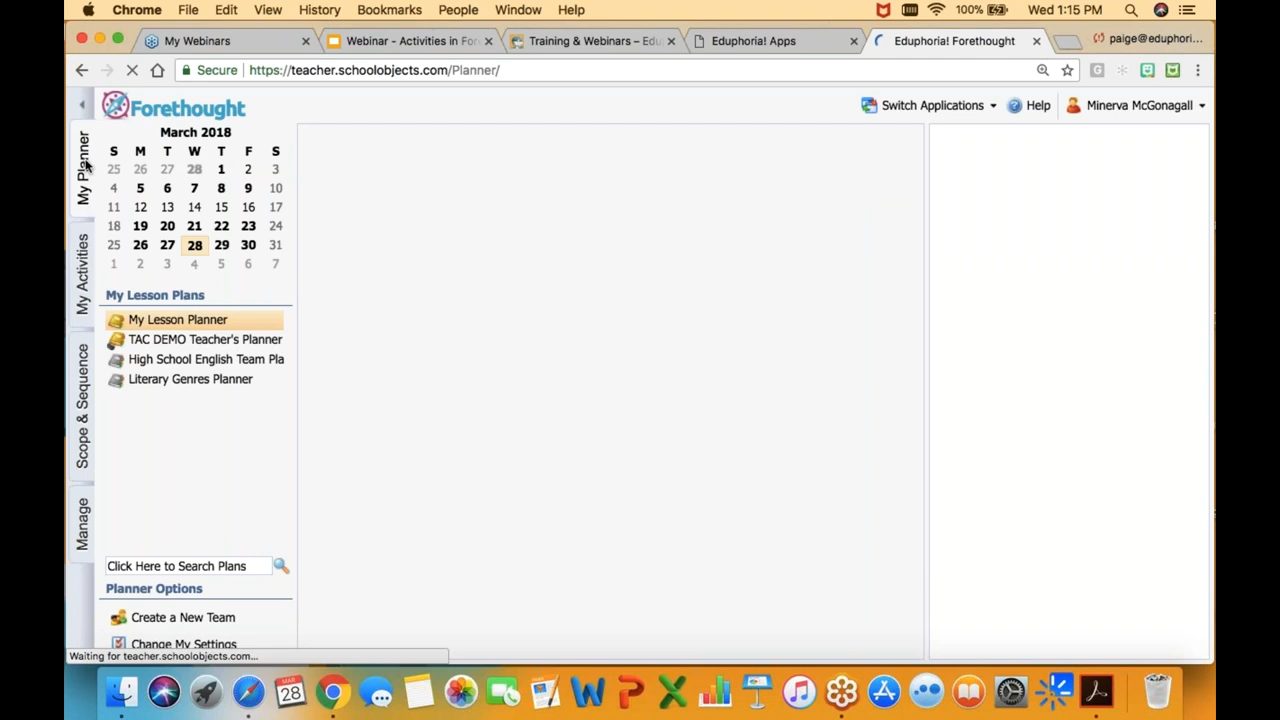 Chrome File Edit View History Bookmarks People Window Help 100% Wed 1:15 PM
My Webinars Webinar - Activities in For Training & Webinars – Edu Eduphoria! Apps Eduphoria! Forethought paige@eduphori...
Secure https://teacher.schoolobjects.com/Planner/
Forethought Switch Applications Help Minerva McGonagall
My Planner
My Activities
Scope & Sequence
Manage
March 2018
S M T W T F S
25 26 27 28 1 2 3
4 5 6 7 8 9 10
11 12 13 14 15 16 17
18 19 20 21 22 23 24
25 26 27 28 29 30 31
1 2 3 4 5 6 7
My Lesson Plans
My Lesson Planner
TAC DEMO Teacher's Planner
High School English Team Pla
Literary Genres Planner
Click Here to Search Plans
Planner Options
Create a New Team
Change My Settings
Waiting for teacher.schoolobjects.com...
MAR
28